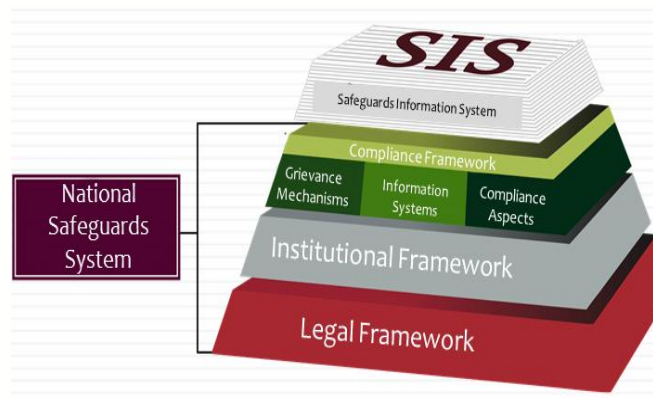 SIS
Safeguards Information System
Compliance Framework
Grievance
Mechanisms
Information
Systems
Compliance
Aspects
National
Safeguards
System
Institutional Framework
Legal Framework